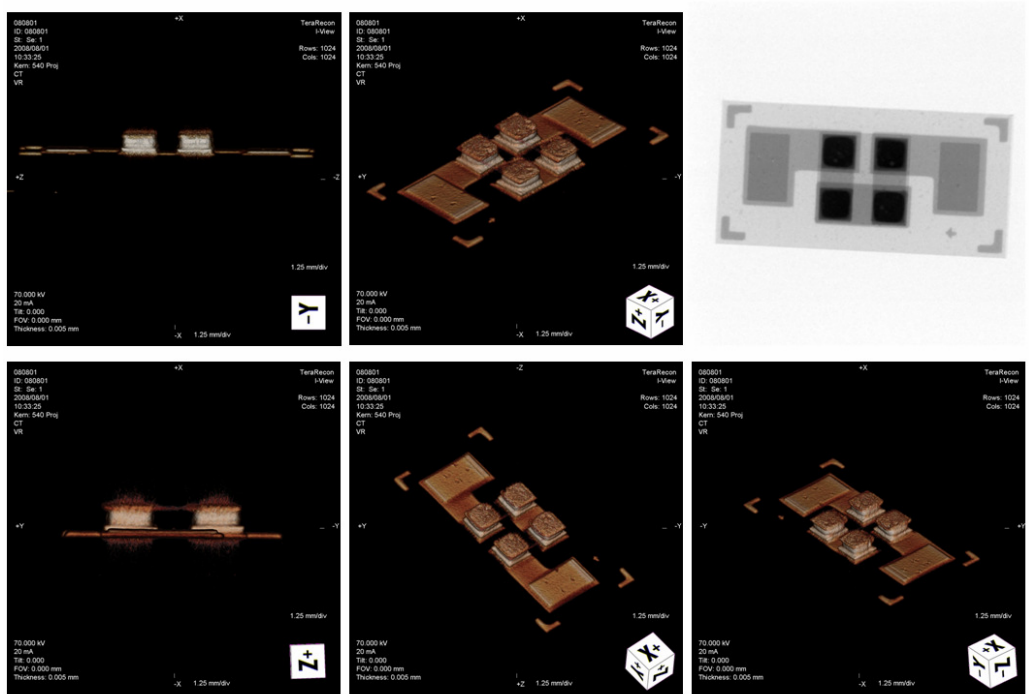 080801
ID: 080801
St: Se: 1
2008/08/01
10:33:25
Kern: 540 Proj
CT
VR
+X
TeraRecon
I-View
Rows: 1024
Cols: 1024
+Z
-Z
1.25 mm/div
70.000 kV
20 mA
Tilt: 0.000
FOV: 0.000 mm
Thickness: 0.005 mm
-X 1.25 mm/div
-Y
080801
ID: 080801
St: Se: 1
2008/08/01
10:33:25
Kern: 540 Proj
CT
VR
+X
TeraRecon
I-View
Rows: 1024
Cols: 1024
+Y
-Y
1.25 mm/div
70.000 kV
20 mA
Tilt: 0.000
FOV: 0.000 mm
Thickness: 0.005 mm
-X 1.25 mm/div
X+
Z+
-Y
080801
ID: 080801
St: Se: 1
2008/08/01
10:33:25
Kern: 540 Proj
CT
VR
+X
TeraRecon
I-View
Rows: 1024
Cols: 1024
+Y
-Y
1.25 mm/div
70.000 kV
20 mA
Tilt: 0.000
FOV: 0.000 mm
Thickness: 0.005 mm
-X 1.25 mm/div
Z+
080801
ID: 080801
St: Se: 1
2008/08/01
10:33:25
Kern: 540 Proj
CT
VR
-Z
TeraRecon
I-View
Rows: 1024
Cols: 1024
+Y
-Y
1.25 mm/div
70.000 kV
20 mA
Tilt: 0.000
FOV: 0.000 mm
Thickness: 0.005 mm
+Z 1.25 mm/div
X+
080801
ID: 080801
St: Se: 1
2008/08/01
10:33:25
Kern: 540 Proj
CT
VR
+X
TeraRecon
I-View
Rows: 1024
Cols: 1024
-Y
+Y
1.25 mm/div
70.000 kV
20 mA
Tilt: 0.000
FOV: 0.000 mm
Thickness: 0.005 mm
-X 1.25 mm/div